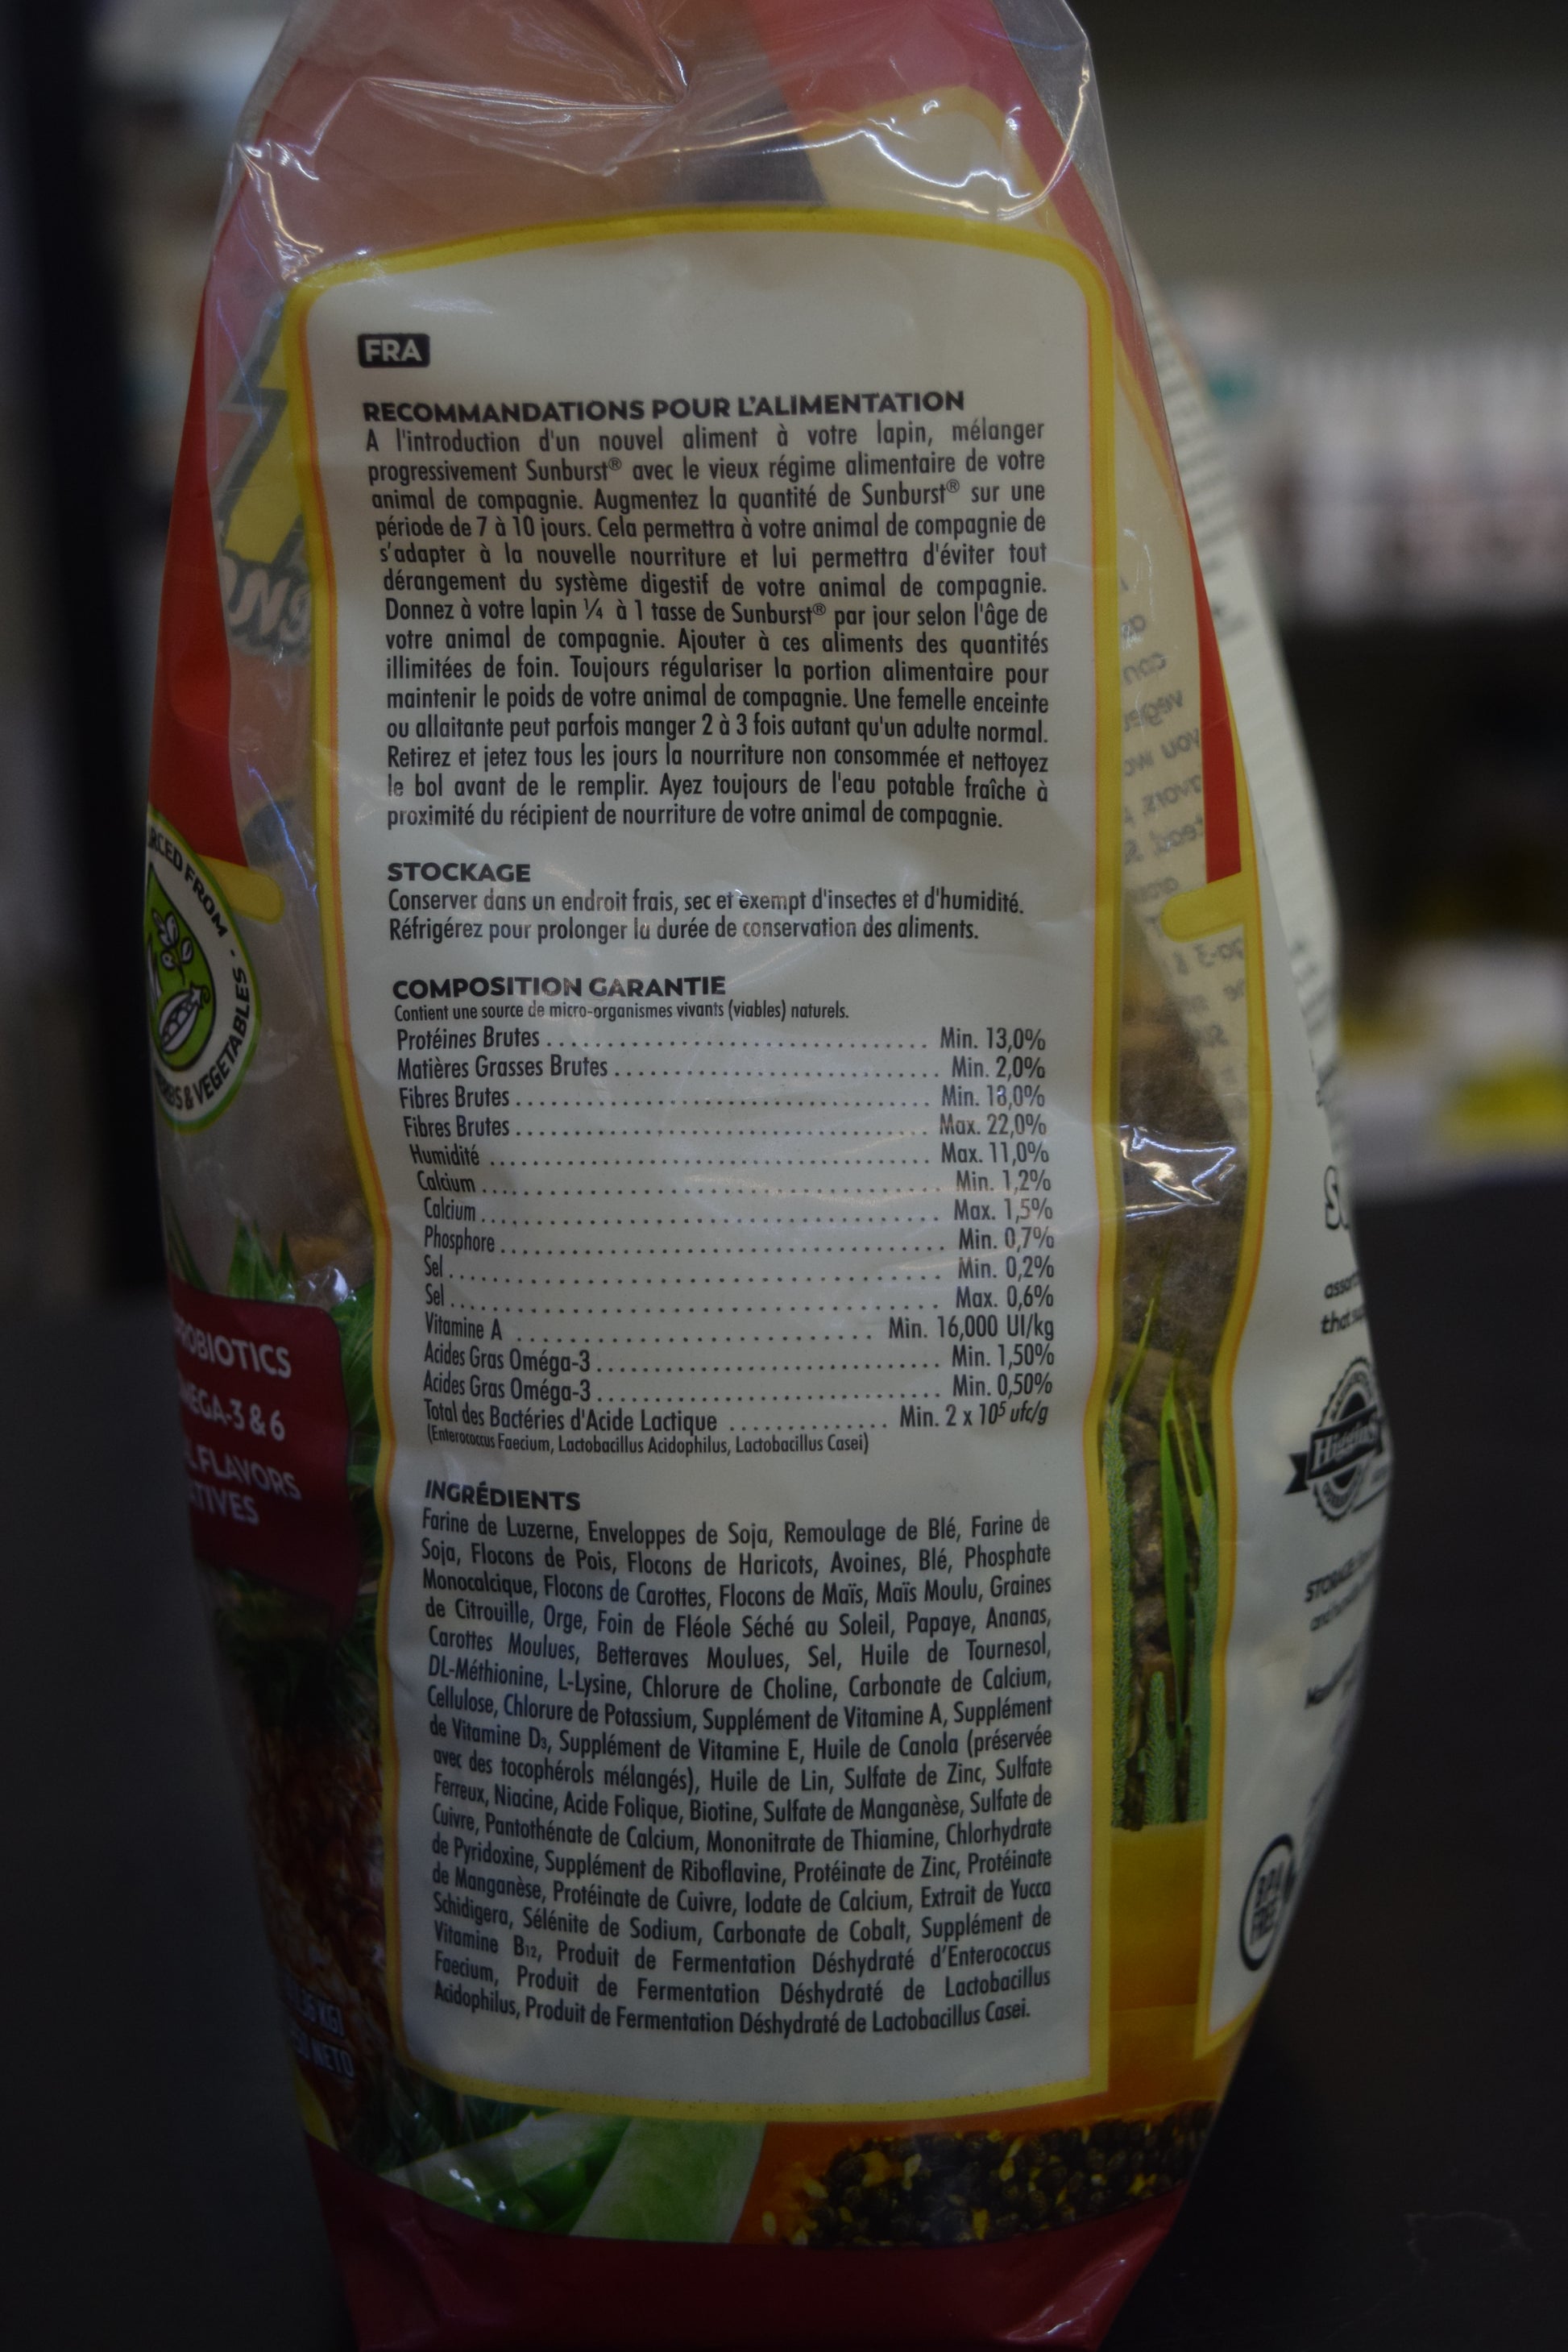 FRA
RECOMMANDATIONS POUR L'ALIMENTATION
A l'introduction d'un nouvel aliment à votre lapin, mélanger
progressivement Sunburst® avec le vieux régime alimentaire de votre
animal de compagnie. Augmentez la quantité de Sunburst® sur une
période de 7 à 10 jours. Cela permettra à votre animal de compagnie de
s'adapter à la nouvelle nourriture et lui permettra d'éviter tout
dérangement du système digestif de votre animal de compagnie.
Donnez à votre lapin ¼ à 1 tasse de Sunburst® par jour selon l'âge de
votre animal de compagnie. Ajouter à ces aliments des quantités
illimitées de foin. Toujours régulariser la portion alimentaire pour
maintenir le poids de votre animal de compagnie. Une femelle enceinte
ou allaitante peut parfois manger 2 à 3 fois autant qu'un adulte normal.
Retirez et jetez tous les jours la nourriture non consommée et nettoyez
le bol avant de le remplir. Ayez toujours de l'eau potable fraîche à
proximité du récipient de nourriture de votre animal de compagnie.
STOCKAGE
Conserver dans un endroit frais, sec et exempt d'insectes et d'humidité.
Réfrigérez pour prolonger la durée de conservation des aliments.
COMPOSITION GARANTIE
Contient une source de micro-organismes vivants (viables) naturels.
Protéines Brutes ........ Min. 13,0%
Matières Grasses Brutes ........ Min. 2,0%
Fibres Brutes ........ Min. 18,0%
Fibres Brutes ........ Max. 22,0%
Humidité ........ Max. 11,0%
Calcium ........ Min. 1,2%
Calcium ........ Max. 1,5%
Phosphore ........ Min. 0,7%
Sel ........ Min. 0,2%
Sel ........ Max. 0,6%
Vitamine A ........ Min. 16,000 UI/kg
Acides Gras Oméga-3 ........ Min. 1,50%
Acides Gras Oméga-3 ........ Min. 0,50%
Total des Bactéries d'Acide Lactique ........ Min. 2 x 10⁵ ufc/g
(Enterococcus Faecium, Lactobacillus Acidophilus, Lactobacillus Casei)
INGRÉDIENTS
Farine de Luzerne, Enveloppes de Soja, Remoulage de Blé, Farine de
Soja, Flocons de Pois, Flocons de Haricots, Avoines, Blé, Phosphate
Monocalcique, Flocons de Carottes, Flocons de Maïs, Maïs Moulu, Graines
de Citrouille, Orge, Foin de Fléole Séché au Soleil, Papaye, Ananas,
Carottes Moulues, Betteraves Moulues, Sel, Huile de Tournesol,
DL-Méthionine, L-Lysine, Chlorure de Choline, Carbonate de Calcium,
Cellulose, Chlorure de Potassium, Supplément de Vitamine A, Supplément
de Vitamine D₃, Supplément de Vitamine E, Huile de Canola (préservée
avec des tocophérols mélangés), Huile de Lin, Sulfate de Zinc, Sulfate
Ferreux, Niacine, Acide Folique, Biotine, Sulfate de Manganèse, Sulfate de
Cuivre, Pantothénate de Calcium, Mononitrate de Thiamine, Chlorhydrate
de Pyridoxine, Supplément de Riboflavine, Protéinate de Zinc, Protéinate
de Manganèse, Protéinate de Cuivre, Iodate de Calcium, Extrait de Yucca
Schidigera, Sélénite de Sodium, Carbonate de Cobalt, Supplément de
Vitamine B₁₂, Produit de Fermentation Déshydraté d'Enterococcus
Faecium, Produit de Fermentation Déshydraté de Lactobacillus
Acidophilus, Produit de Fermentation Déshydraté de Lactobacillus Casei.
FROM
& VEGETABLES
3 & 6
FLAVORS
NETO
Higgins
STORAGE
BPA
FREE